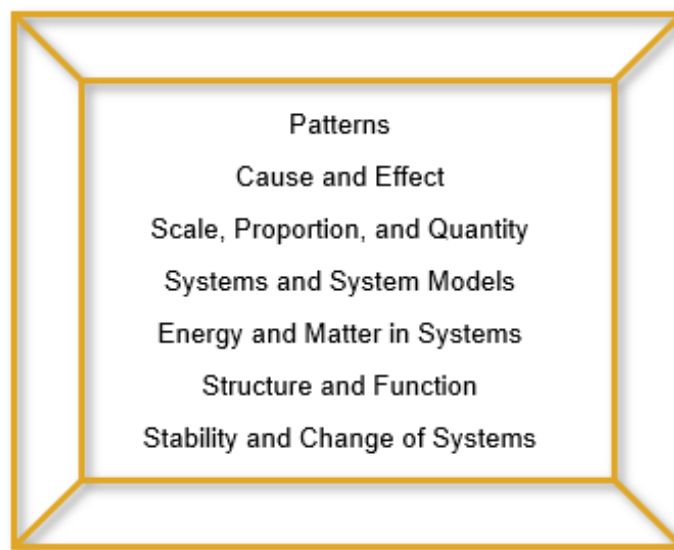 Patterns
Cause and Effect
Scale, Proportion, and Quantity
Systems and System Models
Energy and Matter in Systems
Structure and Function
Stability and Change of Systems